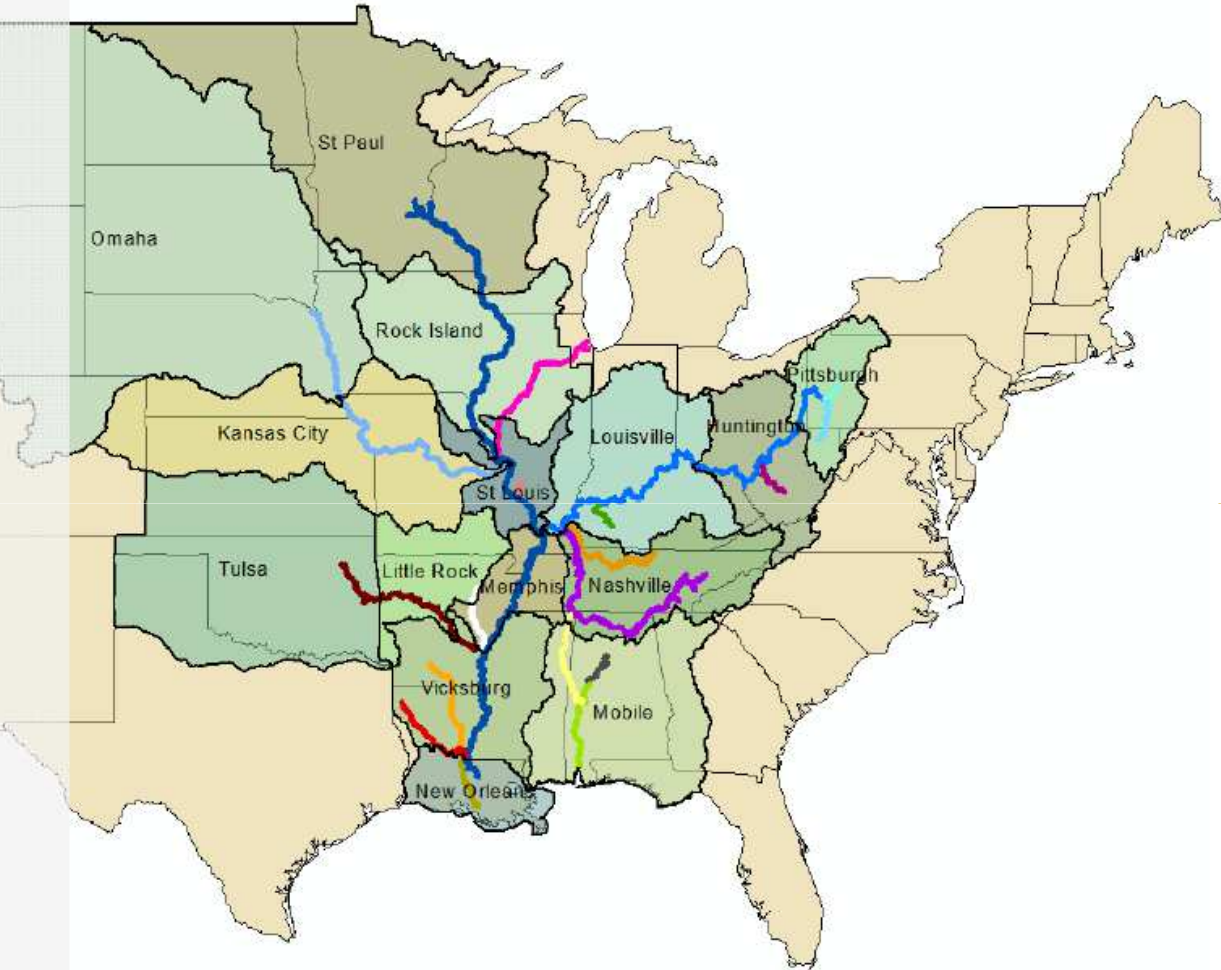 St Paul
Omaha
Rock Island
Pittsburgh
Kansas City
Louisville
Huntington
St Louis
Tulsa
Little Rock
Memphis
Nashville
Vicksburg
Mobile
New Orleans